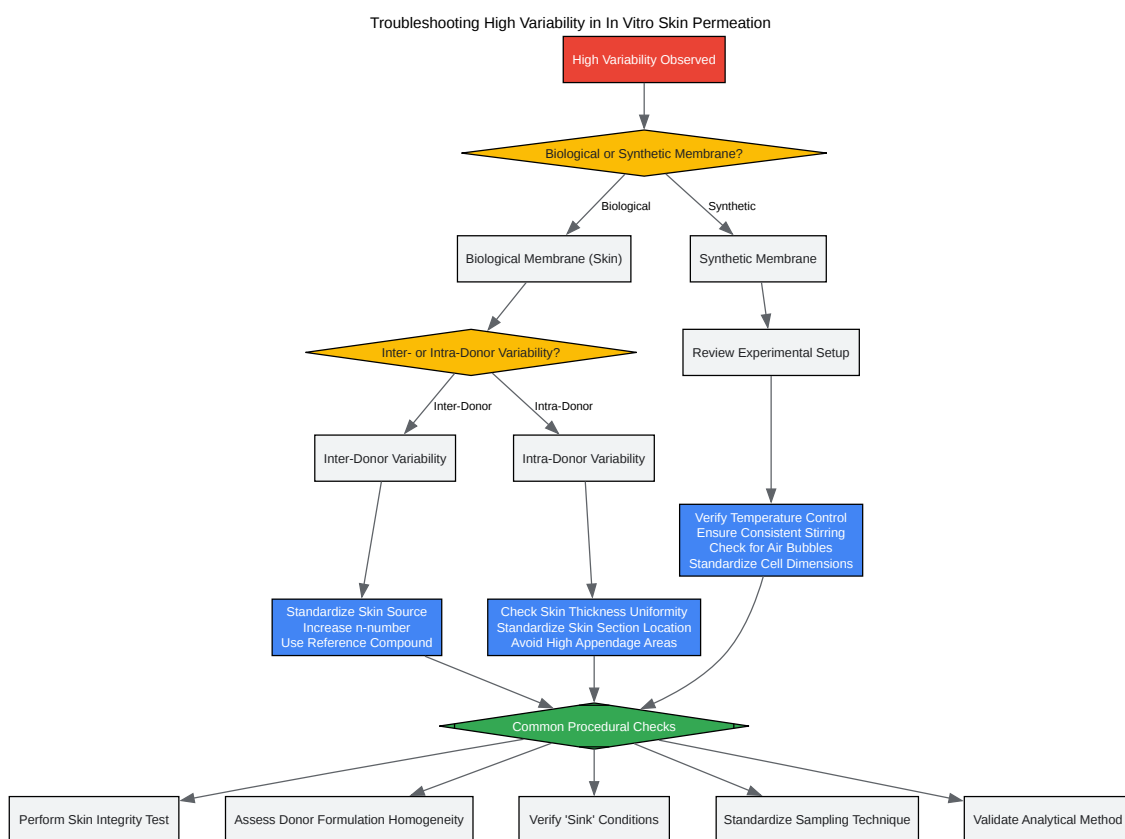 Troubleshooting High Variability in In Vitro Skin Permeation
High Variability Observed
Biological or Synthetic Membrane?
Biological
Synthetic
Biological Membrane (Skin)
Synthetic Membrane
Inter- or Intra-Donor Variability?
Review Experimental Setup
Inter-Donor
Intra-Donor
Inter-Donor Variability
Intra-Donor Variability
Verify Temperature Control
Ensure Consistent Stirring
Check for Air Bubbles
Standardize Cell Dimensions
Standardize Skin Source
Increase n-number
Use Reference Compound
Check Skin Thickness Uniformity
Standardize Skin Section Location
Avoid High Appendage Areas
Common Procedural Checks
Perform Skin Integrity Test
Assess Donor Formulation Homogeneity
Verify 'Sink' Conditions
Standardize Sampling Technique
Validate Analytical Method